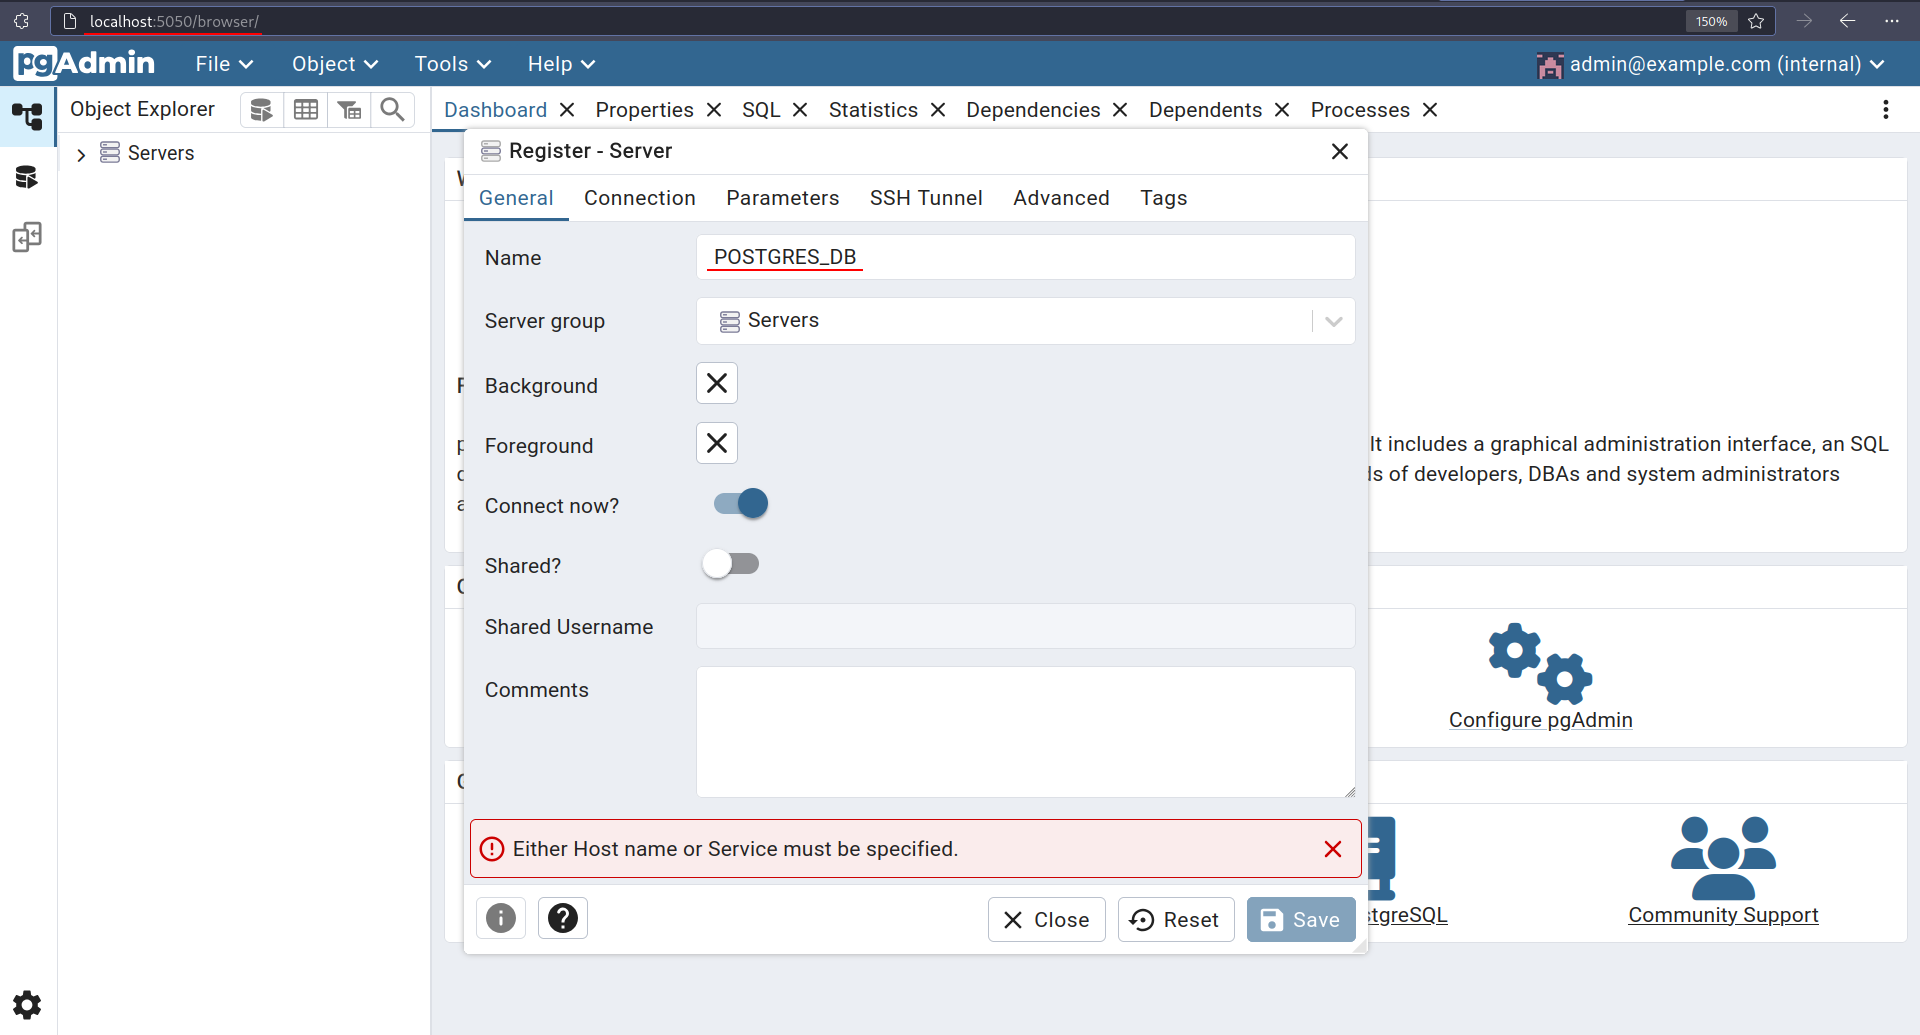 localhost:5050/browser/
150%
pgAdmin
File
Object
Tools
Help
admin@example.com (internal)
Object Explorer
Dashboard
Properties
SQL
Statistics
Dependencies
Dependents
Processes
Servers
Register - Server
General
Connection
Parameters
SSH Tunnel
Advanced
Tags
Name
POSTGRES_DB
Server group
Servers
Background
Foreground
Connect now?
Shared?
Shared Username
Comments
Either Host name or Service must be specified.
Close
Reset
Save
It includes a graphical administration interface, an SQL
of developers, DBAs and system administrators
Configure pgAdmin
Community Support